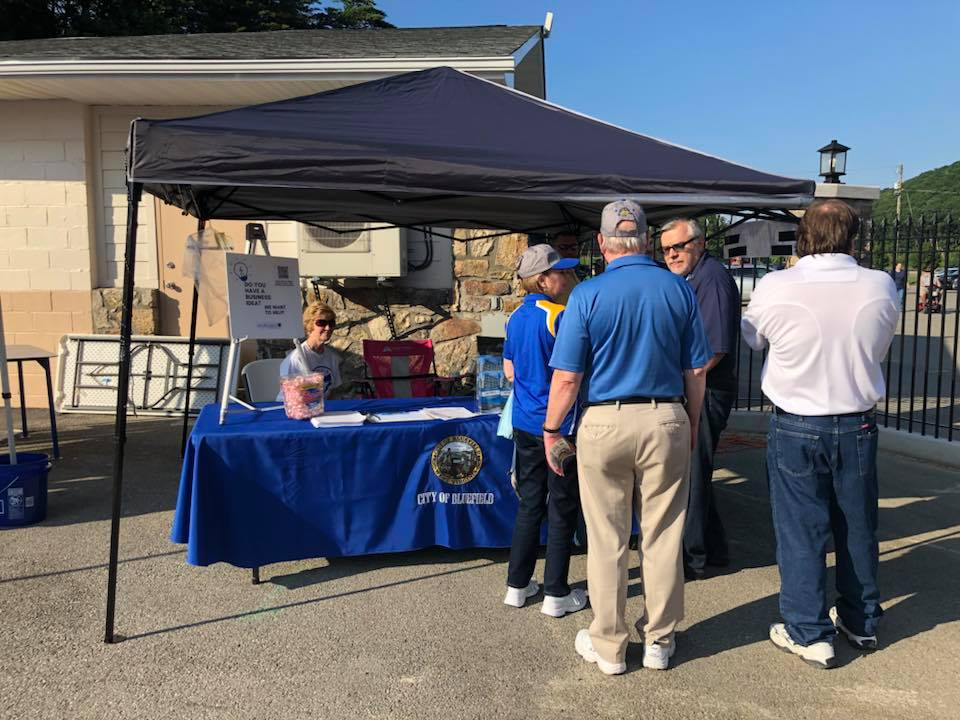 DO YOU
HAVE A
BUSINESS
IDEA?
WE WANT
TO HELP!
CITY OF BLUEFIELD